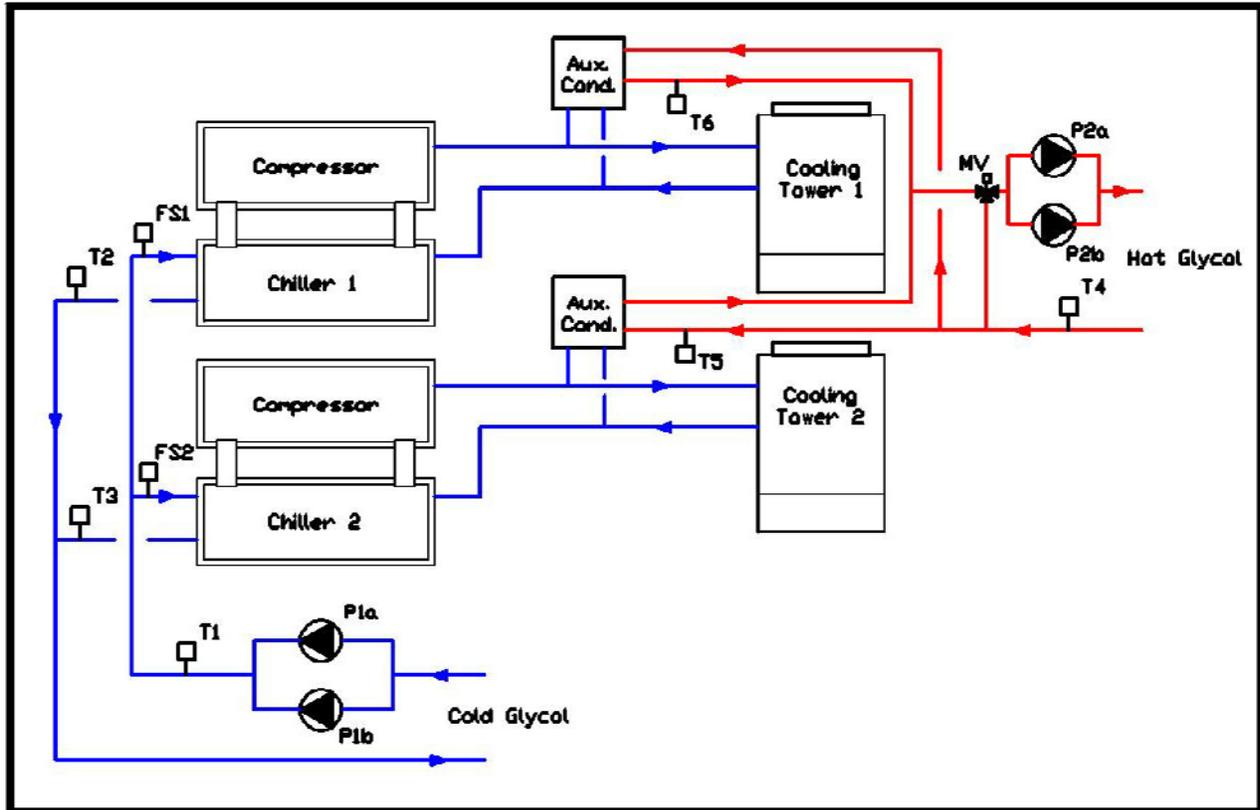 Aux.
Cond.
T6
P2a
Compressor
Cooling
Tower 1
MV
FS1
P2b
T2
Hot Glycol
Chiller 1
Aux.
Cond.
T4
T5
Compressor
Cooling
Tower 2
FS2
T3
Chiller 2
P1a
T1
Cold Glycol
P1b